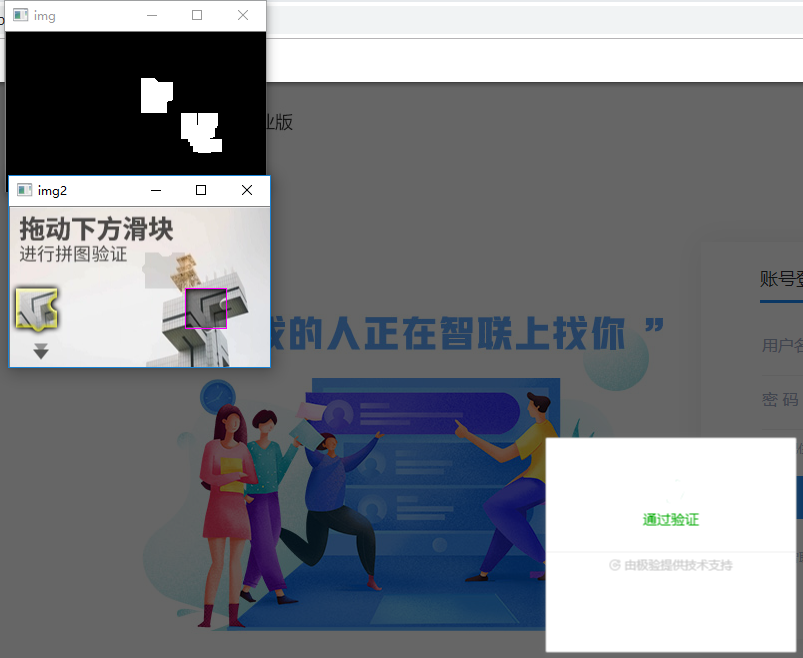 img
业版
img2
拖动下方滑块
进行拼图验证
账号登
的人正在智联上找你 ”
用户名
密 码
通过验证
由极验提供技术支持